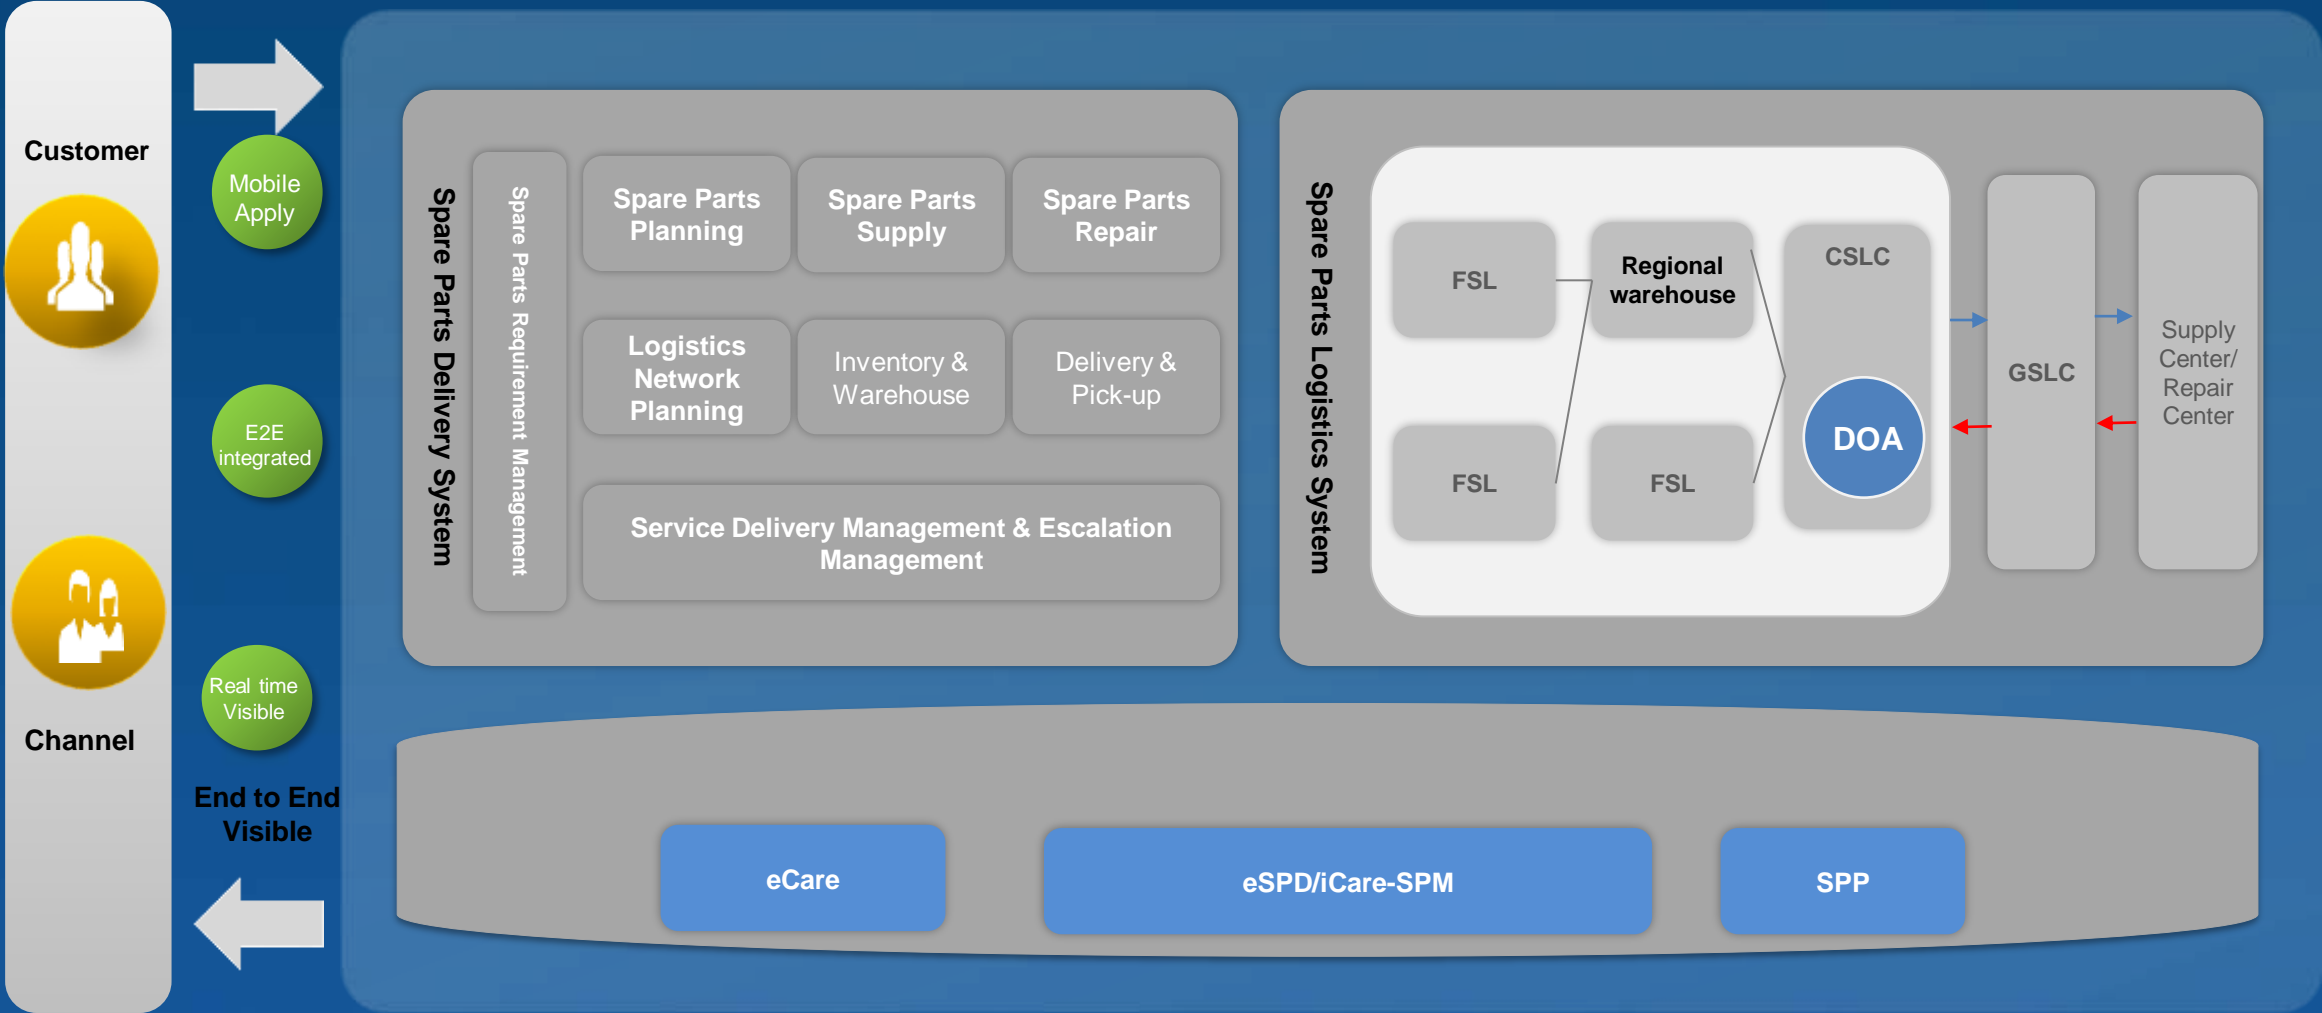 Customer
Channel
Mobile
Apply
E2E
integrated
Real time
Visible
End to End
Visible
Spare Parts Delivery System
Spare Parts Requirement Management
Spare Parts
Planning
Spare Parts
Supply
Spare Parts
Repair
Logistics
Network
Planning
Inventory &
Warehouse
Delivery &
Pick-up
Service Delivery Management & Escalation
Management
Spare Parts Logistics System
FSL
Regional
warehouse
CSLC
FSL
FSL
DOA
GSLC
Supply
Center/
Repair
Center
eCare
eSPD/iCare-SPM
SPP